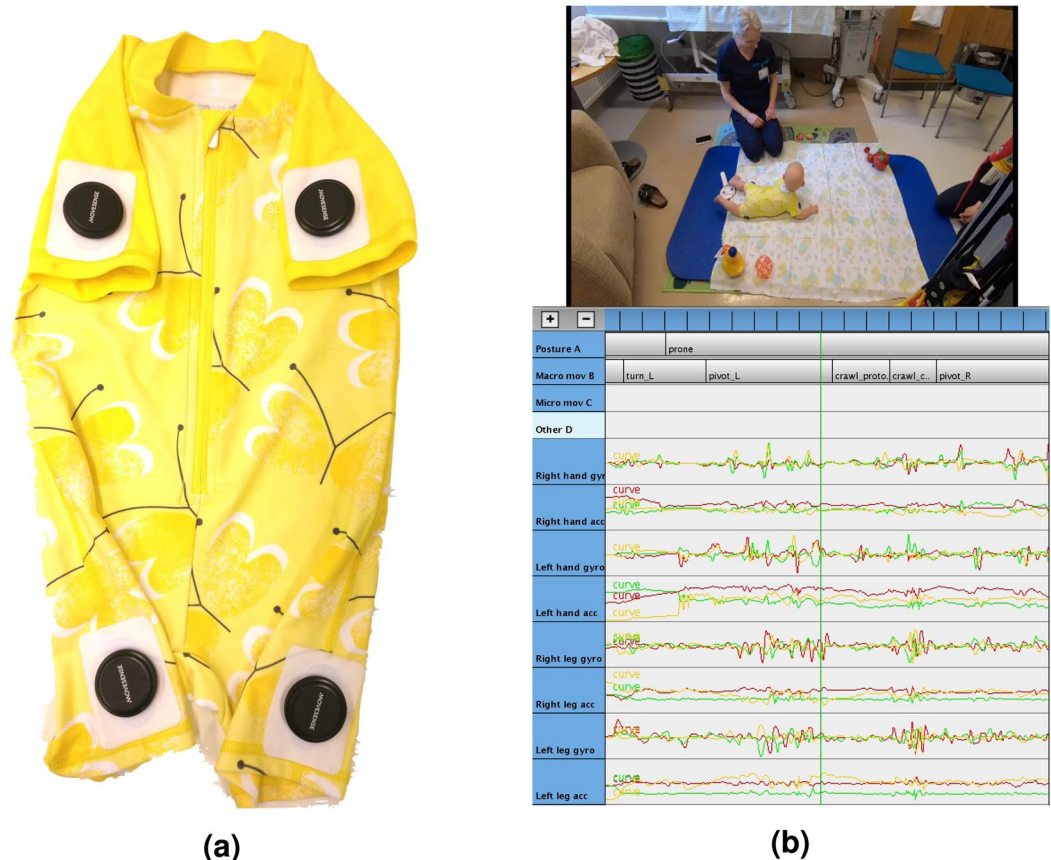 MOVESENSE
MOVESENSE
MOVESENSE
MOVESENSE
(a)
+ -
Posture A prone
Macro mov B turn_L pivot_L crawl_proto. crawl_c.. pivot_R
Micro mov C
Other D
curve
Right hand gyr
curve
Right hand acc
Left hand gyro
curve
curve
curve
Left hand acc
Right leg gyro
curve
curve
Right leg acc
Left leg gyro
curve
curve
Left leg acc
(b)